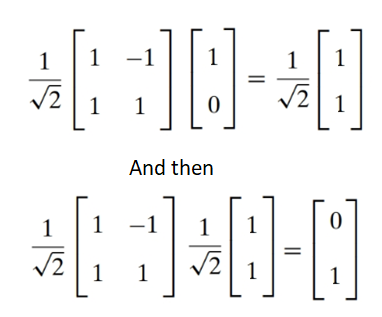 1/√2 [1 −1; 1 1] [1; 0] = 1/√2 [1; 1]
And then
1/√2 [1 −1; 1 1] 1/√2 [1; 1] = [0; 1]